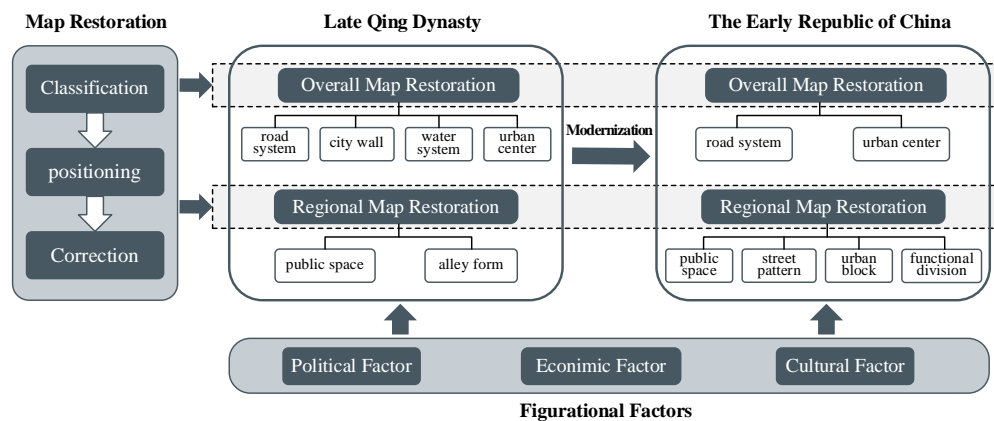 Map Restoration
Late Qing Dynasty
The Early Republic of China
Classification
positioning
Correction
Overall Map Restoration
road
system
city wall
water
system
urban
center
Regional Map Restoration
public space
alley form
Modernization
Overall Map Restoration
road system
urban center
Regional Map Restoration
public
space
street
pattern
urban
block
functional
division
Political Factor
Econimic Factor
Cultural Factor
Figurational Factors